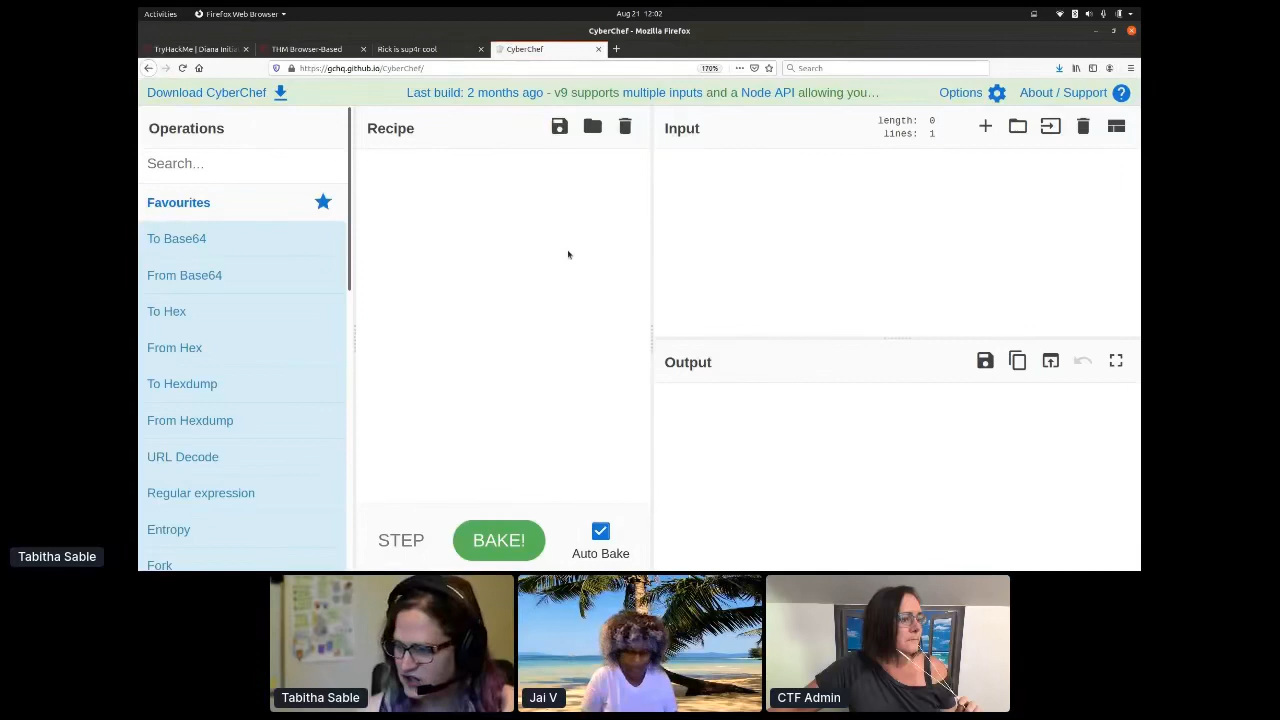 Activities
Firefox Web Browser
Aug 21 12:02
CyberChef - Mozilla Firefox
TryHackMe | Diana Initia
THM Browser-Based
Rick is sup4r cool
CyberChef
https://gchq.github.io/CyberChef/
170%
Search
Download CyberChef
Last build: 2 months ago - v9 supports multiple inputs and a Node API allowing you…
Options
About / Support
Operations
Recipe
Input
length: 0
lines: 1
Search...
Favourites
To Base64
From Base64
To Hex
From Hex
To Hexdump
From Hexdump
URL Decode
Regular expression
Entropy
Fork
Output
STEP
BAKE!
Auto Bake
Tabitha Sable
Tabitha Sable
Jai V
CTF Admin